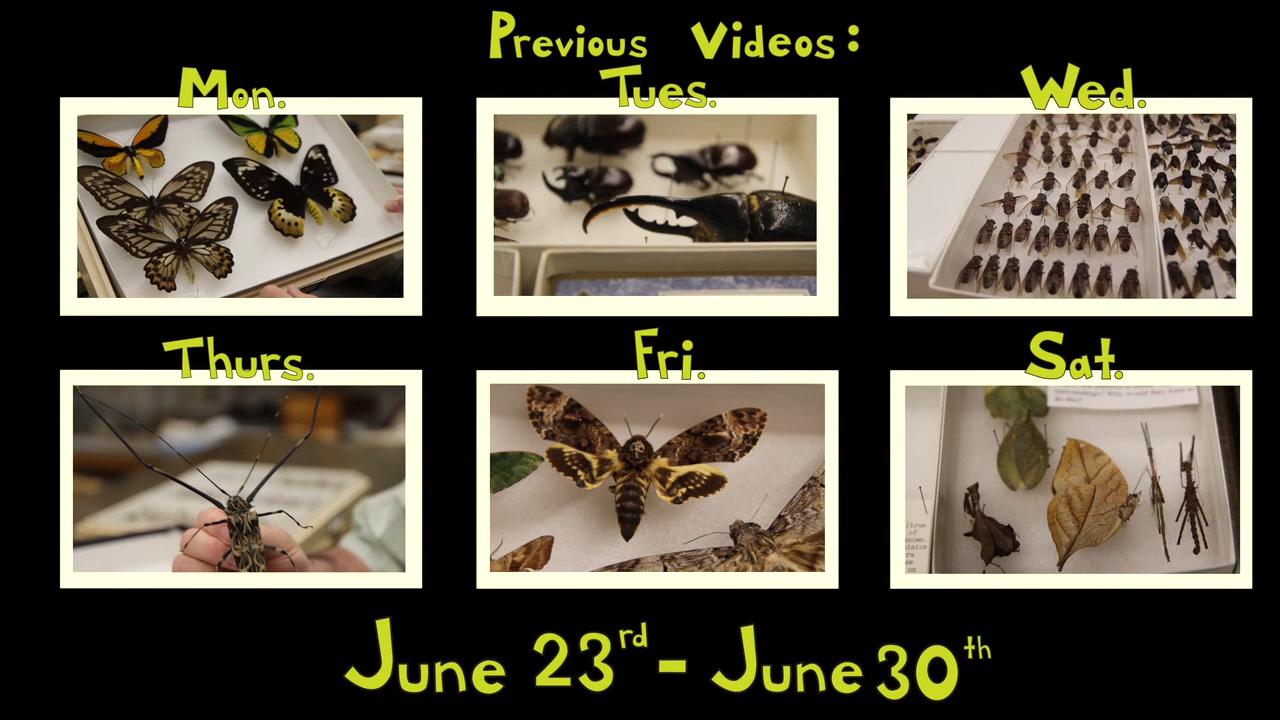 Previous Videos:
Mon.
Tues.
Wed.
Thurs.
Fri.
Sat.
June 23rd - June 30th